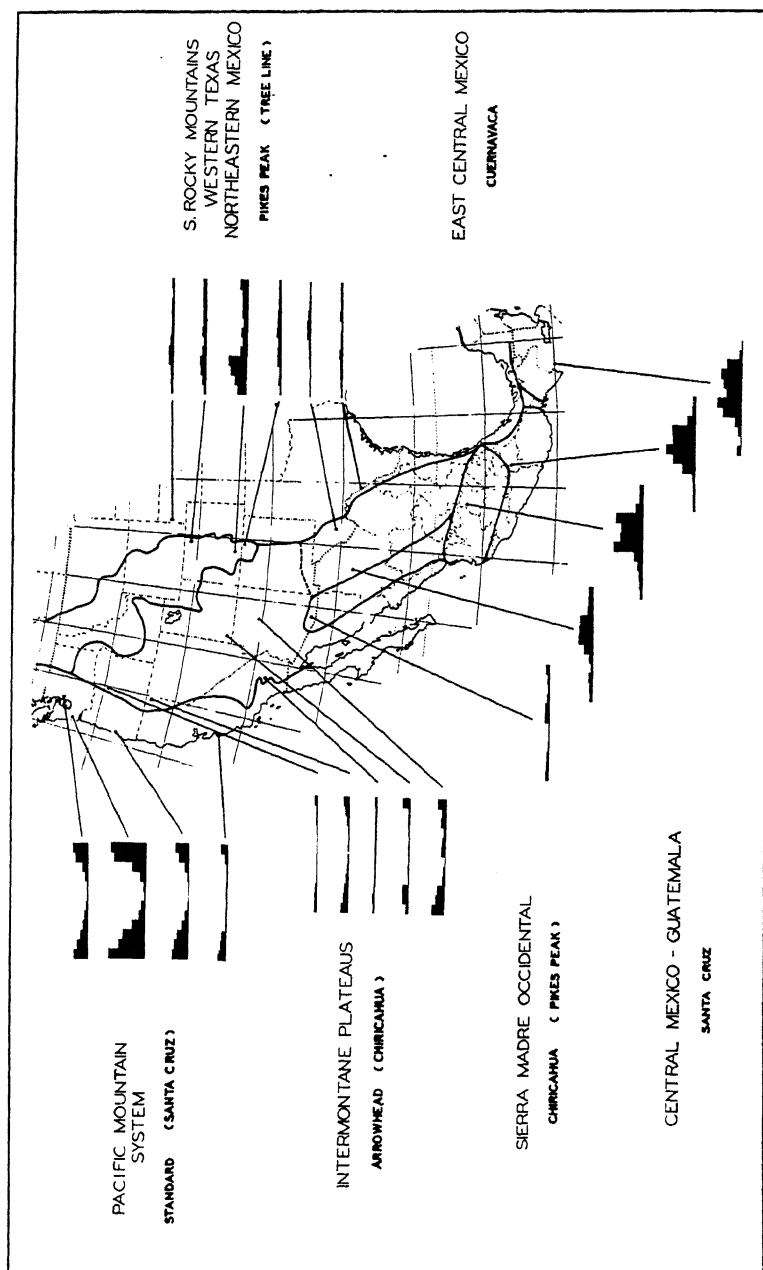 PACIFIC MOUNTAIN
SYSTEM
STANDARD (SANTA CRUZ)
INTERMONTANE PLATEAUS
ARROWHEAD (CHIRICAHUA)
SIERRA MADRE OCCIDENTAL
CHIRICAHUA (PIKES PEAK)
CENTRAL MEXICO - GUATEMALA
SANTA CRUZ
S. ROCKY MOUNTAINS
WESTERN TEXAS
NORTHEASTERN MEXICO
PIKES PEAK (TREE LINE)
EAST CENTRAL MEXICO
CUERNAVACA